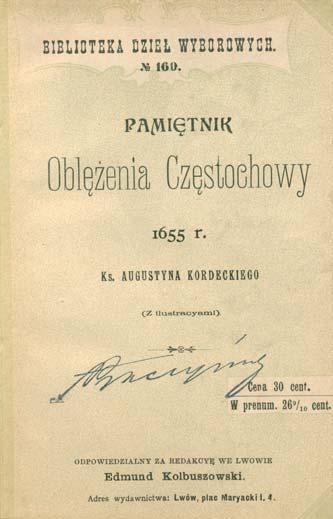 BIBLIOTEKA DZIEŁ WYBOROWYCH.
№ 169.
PAMIĘTNIK
Oblężenia Częstochowy
1655 r.
Ks. AUGUSTYNA KORDECKIEGO
(Z ilustracyami).
Cena 30 cent.
W prenum. 26⁹/₁₀ cent.
ODPOWIEDZIALNY ZA REDAKCYĘ WE LWOWIE
Edmund Kolbuszowski.
Adres wydawnictwa: Lwów, plac Maryacki l. 4.